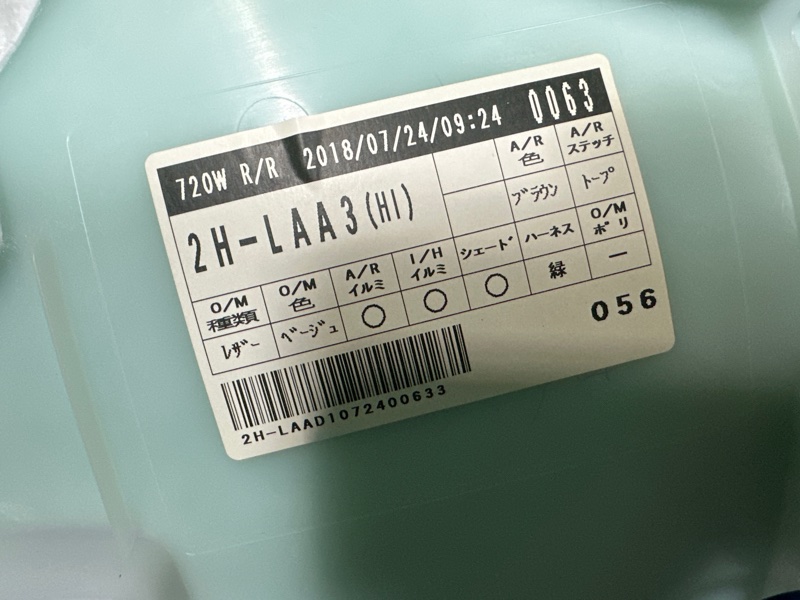 720W R/R 2018/07/24/09:24 0063
2H-LAA3(HI)
A/R 色
A/R ステッチ
ブラウン
トープ
O/M 種類
O/M 色
A/R イルミ
I/H イルミ
シェード
ハーネス
O/M ポリ
レザー
ベージュ
○
○
○
緑
ー
056
2H-LAAD1072400633